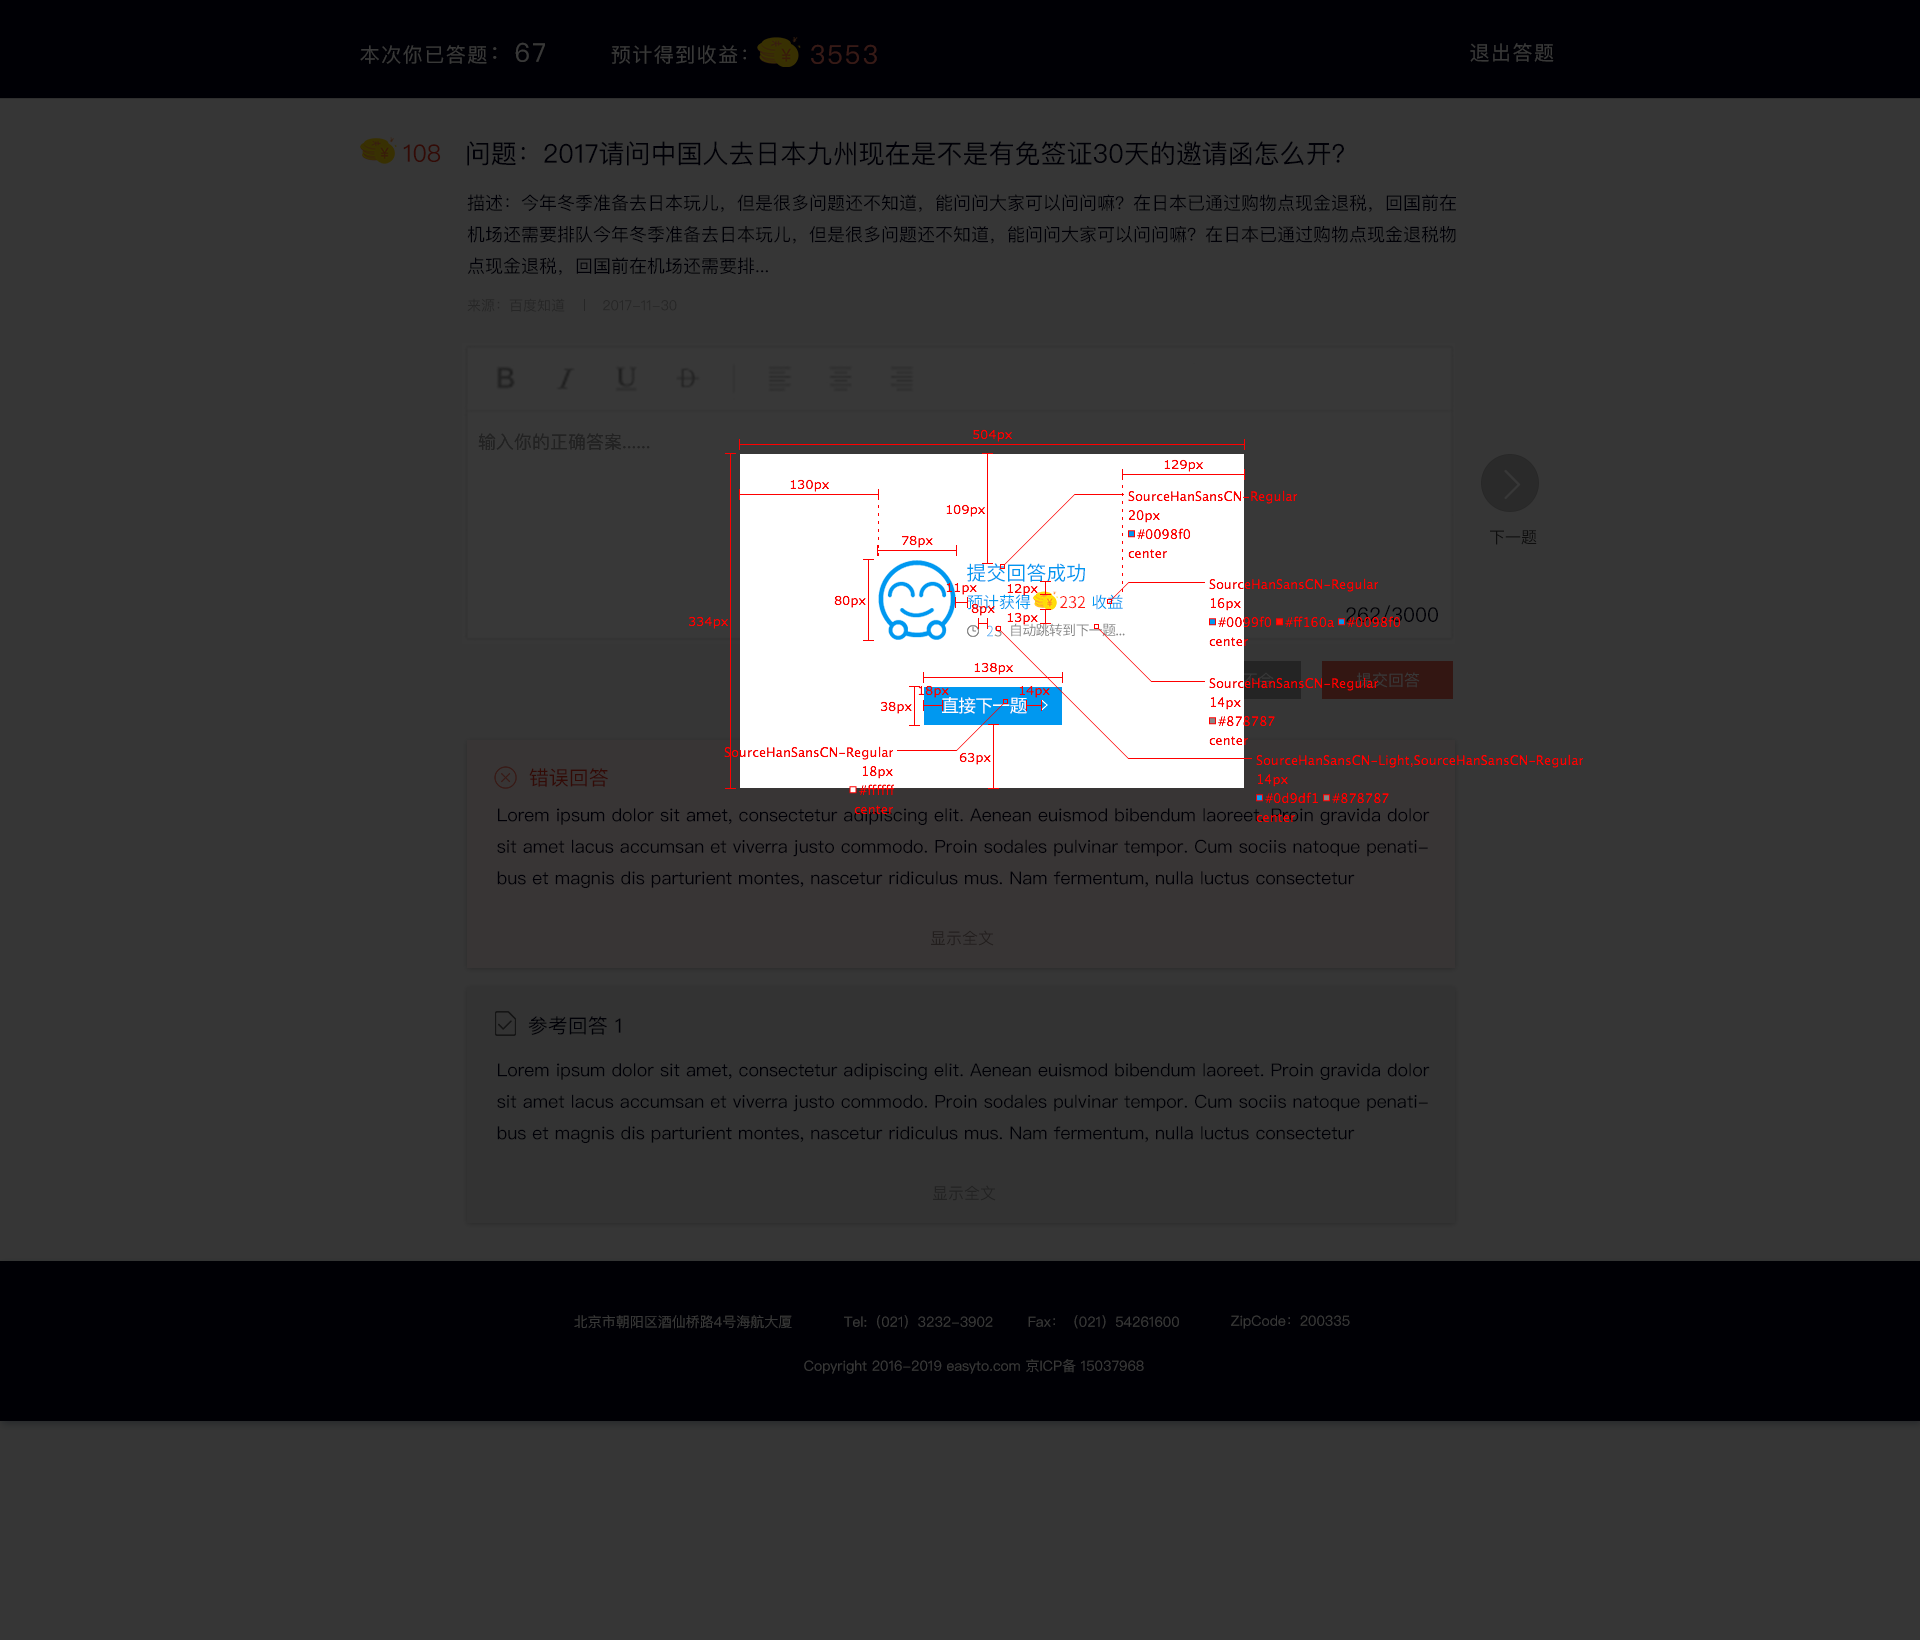 本次你已答题：67
预计得到收益：3553
退出答题
108
问题：2017请问中国人去日本九州现在是不是有免签证30天的邀请函怎么开?
描述：今年冬季准备去日本玩儿，但是很多问题还不知道，能问问大家可以问问嘛？在日本已通过购物点现金退税，回国前在
机场还需要排队今年冬季准备去日本玩儿，但是很多问题还不知道，能问问大家可以问问嘛？在日本已通过购物点现金退税物
点现金退税，回国前在机场还需要排...
来源：百度知道 | 2017-11-30
B I U D
输入你的正确答案......
504px
129px
130px
SourceHanSansCN-Regular
109px
20px
#0098f0
center
78px
下一题
提交回答成功
11px
12px
SourceHanSansCN-Regular
80px
预计获得 232 收益
16px
8px
13px
262/3000
334px
#0099f0 #ff160a #0098f0
自动跳转到下一题...
center
138px
SourceHanSansCN-Regular
提交回答
18px
14px
14px
38px
直接下一题
#878787
center
SourceHanSansCN-Regular
63px
SourceHanSansCN-Light,SourceHanSansCN-Regular
18px
14px
#ffffff
#0d9df1 #878787
center
center
错误回答
Lorem ipsum dolor sit amet, consectetur adipiscing elit. Aenean euismod bibendum laoreet. Proin gravida dolor
sit amet lacus accumsan et viverra justo commodo. Proin sodales pulvinar tempor. Cum sociis natoque penati-
bus et magnis dis parturient montes, nascetur ridiculus mus. Nam fermentum, nulla luctus consectetur
显示全文
参考回答 1
Lorem ipsum dolor sit amet, consectetur adipiscing elit. Aenean euismod bibendum laoreet. Proin gravida dolor
sit amet lacus accumsan et viverra justo commodo. Proin sodales pulvinar tempor. Cum sociis natoque penati-
bus et magnis dis parturient montes, nascetur ridiculus mus. Nam fermentum, nulla luctus consectetur
显示全文
北京市朝阳区酒仙桥路4号海航大厦
Tel:（021）3232-3902
Fax: （021）54261600
ZipCode：200335
Copyright 2016-2019 easyto.com 京ICP备 15037968